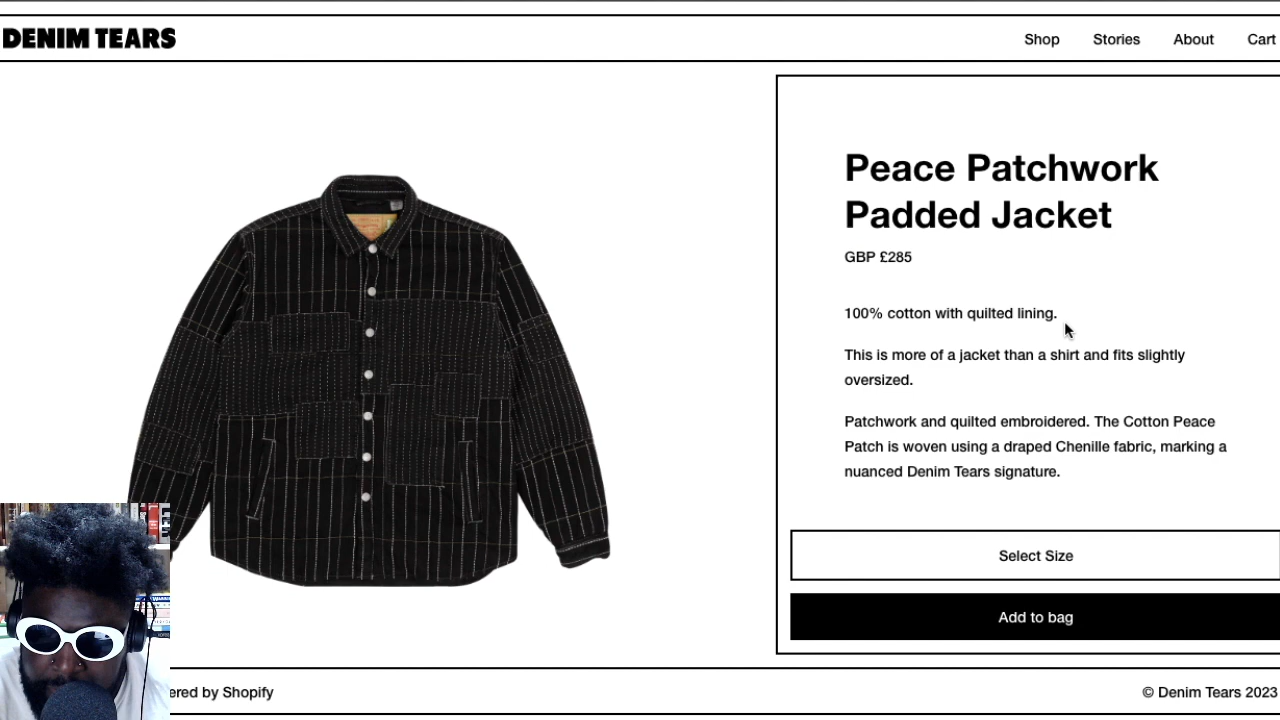 DENIM TEARS
Shop Stories About Cart
Peace Patchwork
Padded Jacket
GBP £285
100% cotton with quilted lining.
This is more of a jacket than a shirt and fits slightly
oversized.
Patchwork and quilted embroidered. The Cotton Peace
Patch is woven using a draped Chenille fabric, marking a
nuanced Denim Tears signature.
Select Size
Add to bag
ered by Shopify
© Denim Tears 2023